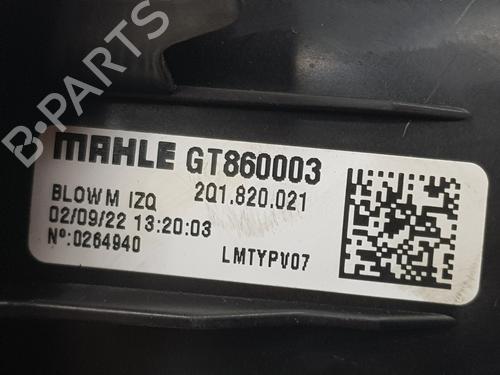 B-PARTS
MAHLE GT860003
BLOWM IZQ 2Q1.820.021
02/09/22 13:20:03
Nº:0264940 LMTYPV07